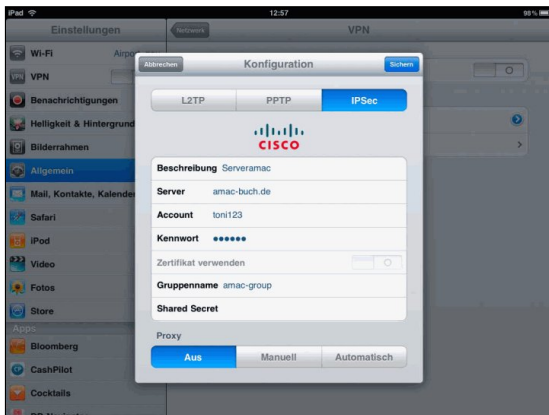 iPad 12:57 98%
Einstellungen
Netzwerk
VPN
Wi-Fi
VPN
Benachrichtigungen
Helligkeit & Hintergrund
Bilderrahmen
Allgemein
Mail, Kontakte, Kalender
Safari
iPod
Video
Fotos
Store
Apps
Bloomberg
CashPilot
Cocktails
Abbrechen
Konfiguration
Sichern
L2TP
PPTP
IPSec
CISCO
Beschreibung Serveramac
Server amac-buch.de
Account toni123
Kennwort ••••••
Zertifikat verwenden
Gruppenname amac-group
Shared Secret
Proxy
Aus
Manuell
Automatisch